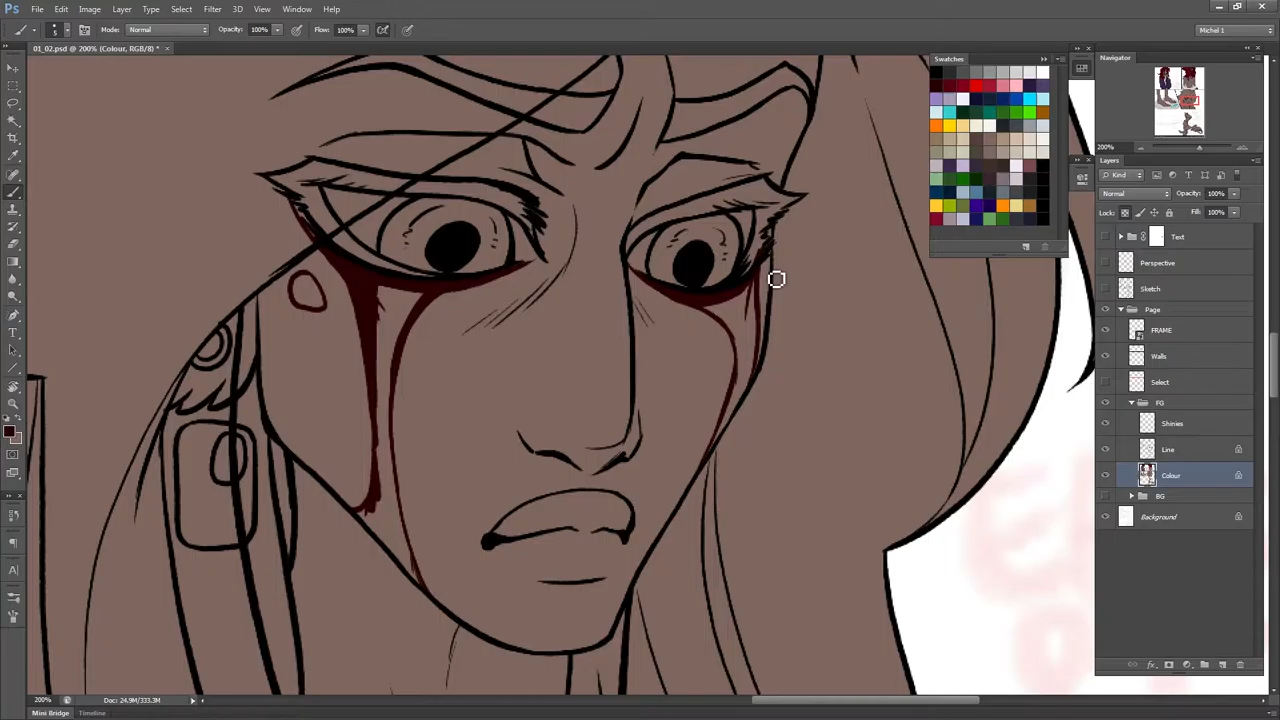 Ps File Edit Image Layer Type Select Filter 3D View Window Help
5 Mode: Normal Opacity: 100% Flow: 100% Michel 1
01_02.psd @ 200% (Colour, RGB/8) * ×
Swatches
Navigator
200%
Layers
Kind
Normal Opacity: 100%
Lock: Fill: 100%
Text
Perspective
Sketch
Page
FRAME
Walls
Select
FG
Shinies
Line
Colour
BG
Background
200% Doc: 24.9M/333.3M
Mini Bridge Timeline